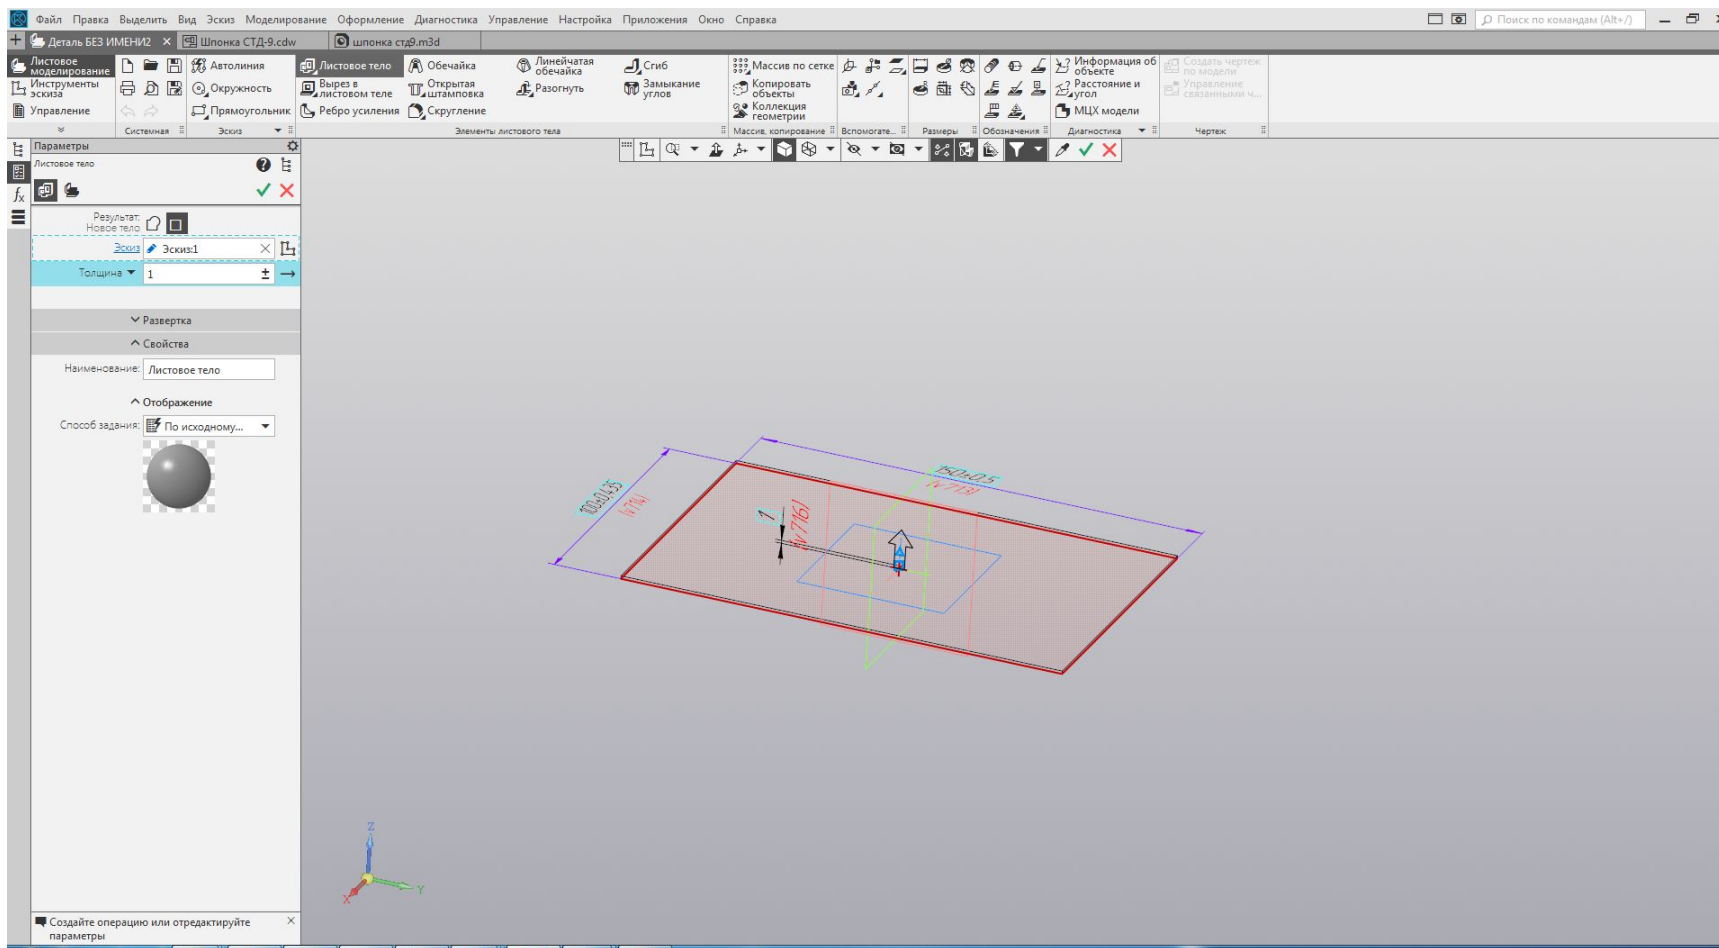 Файл Правка Выделить Вид Эскиз Моделирование Оформление Диагностика Управление Настройка Приложения Окно Справка
Поиск по командам (Alt+/)
Деталь БЕЗ ИМЕНИ2
Шпонка СТД-9.cdw
шпонка стд9.m3d
Листовое моделирование
Автолиния
Листовое тело
Обечайка
Линейчатая обечайка
Сгиб
Массив по сетке
Информация об объекте
Создать чертеж по модели
Инструменты эскиза
Окружность
Вырез в листовом теле
Открытая штамповка
Разогнуть
Замыкание углов
Копировать объекты
Расстояние и угол
Управление связанными ч...
Управление
Прямоугольник
Ребро усиления
Скругление
Коллекция геометрии
МЦХ модели
Системная
Эскиз
Элементы листового тела
Массив, копирование
Вспомогате...
Размеры
Обозначения
Диагностика
Чертеж
Параметры
Листовое тело
Результат:
Новое тело
Эскиз
Эскиз:1
Толщина
1
Развертка
Свойства
Наименование:
Листовое тело
Отображение
Способ задания:
По исходному...
150±0,5
(v713)
100±0,435
(v714)
1
(v716)
Z
Y
X
Создайте операцию или отредактируйте
параметры